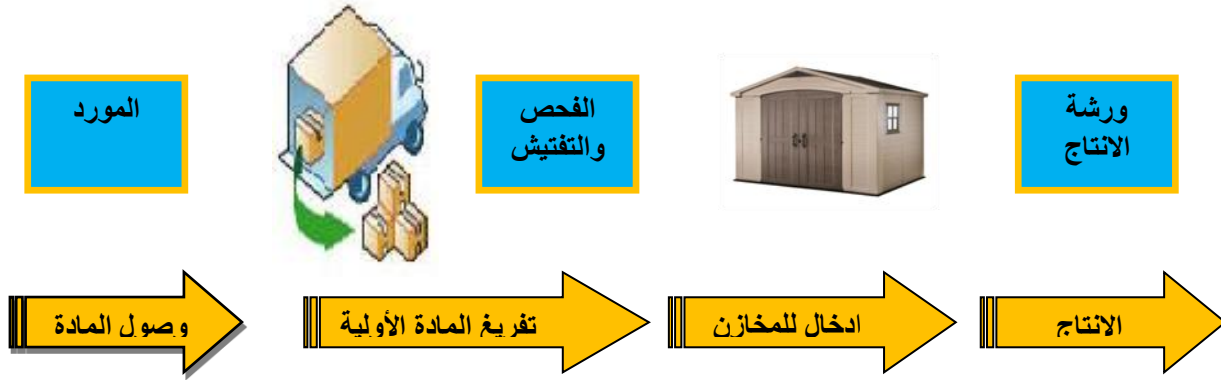 المورد
الفحص
والتفتيش
ورشة
الانتاج
وصول المادة
تفريغ المادة الأولية
ادخال للمخازن
الانتاج